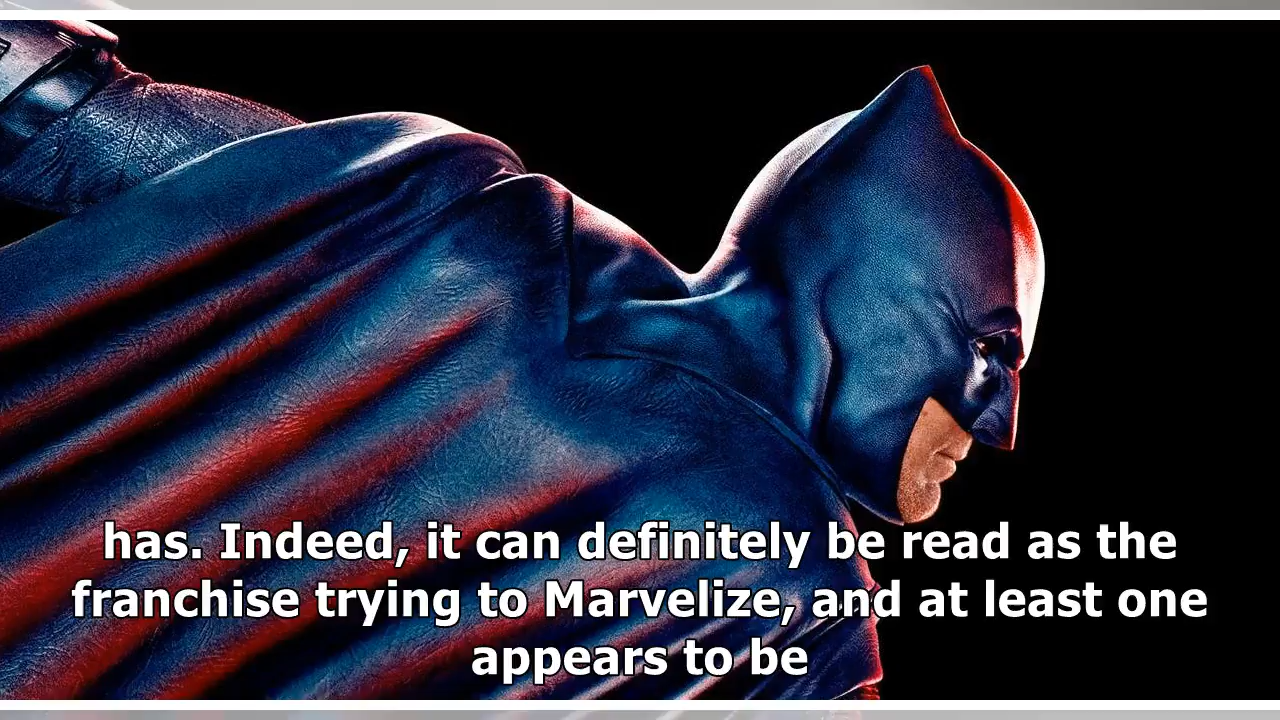 has. Indeed, it can definitely be read as the
franchise trying to Marvelize, and at least one
appears to be